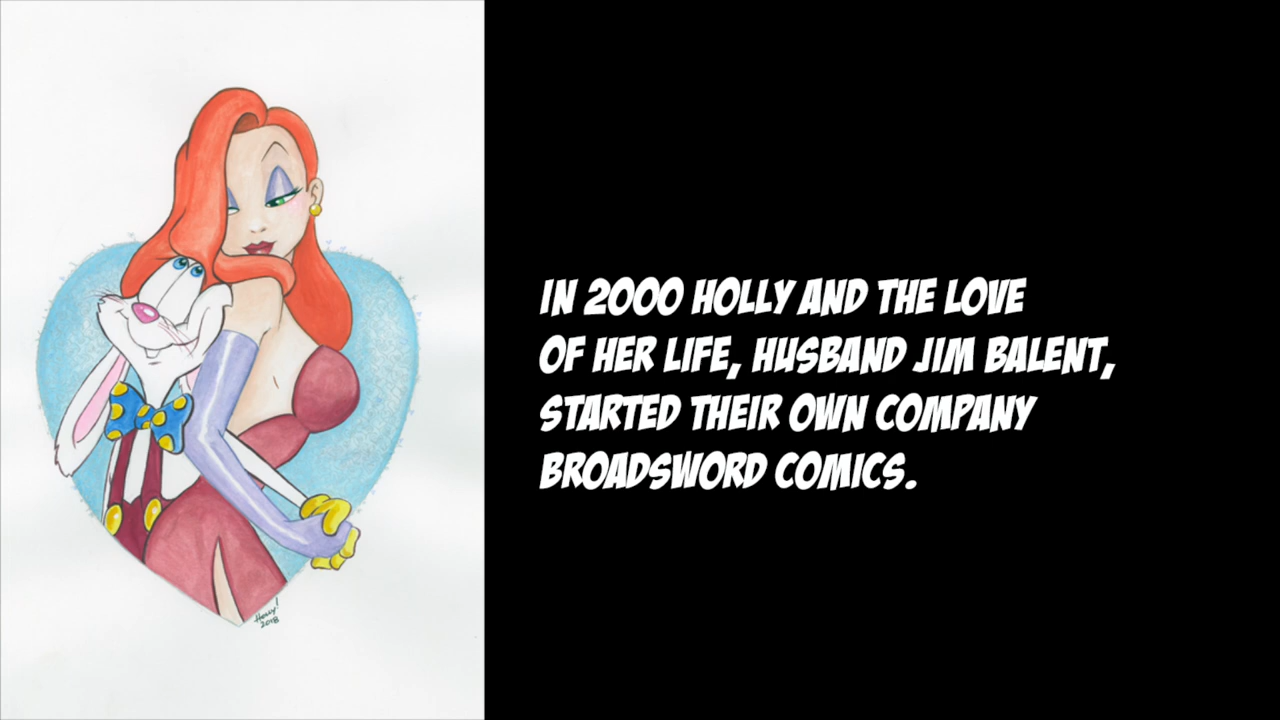 Holly!
2018
IN 2000 HOLLY AND THE LOVE
OF HER LIFE, HUSBAND JIM BALENT,
STARTED THEIR OWN COMPANY
BROADSWORD COMICS.